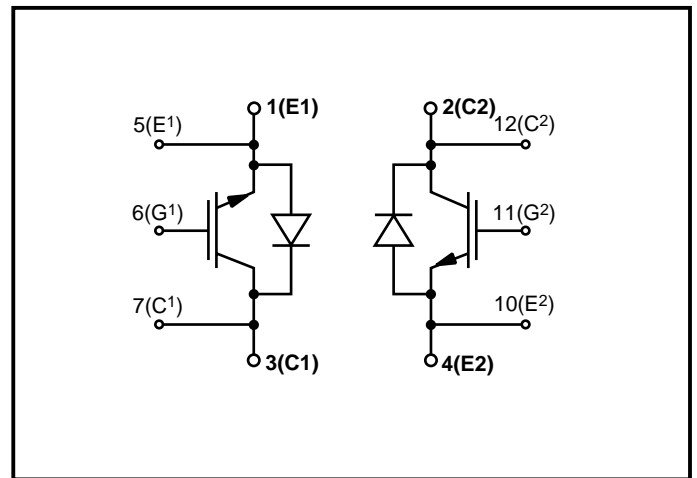 1(E1)
2(C2)
5(E¹)
12(C²)
6(G¹)
11(G²)
7(C¹)
10(E²)
3(C1)
4(E2)